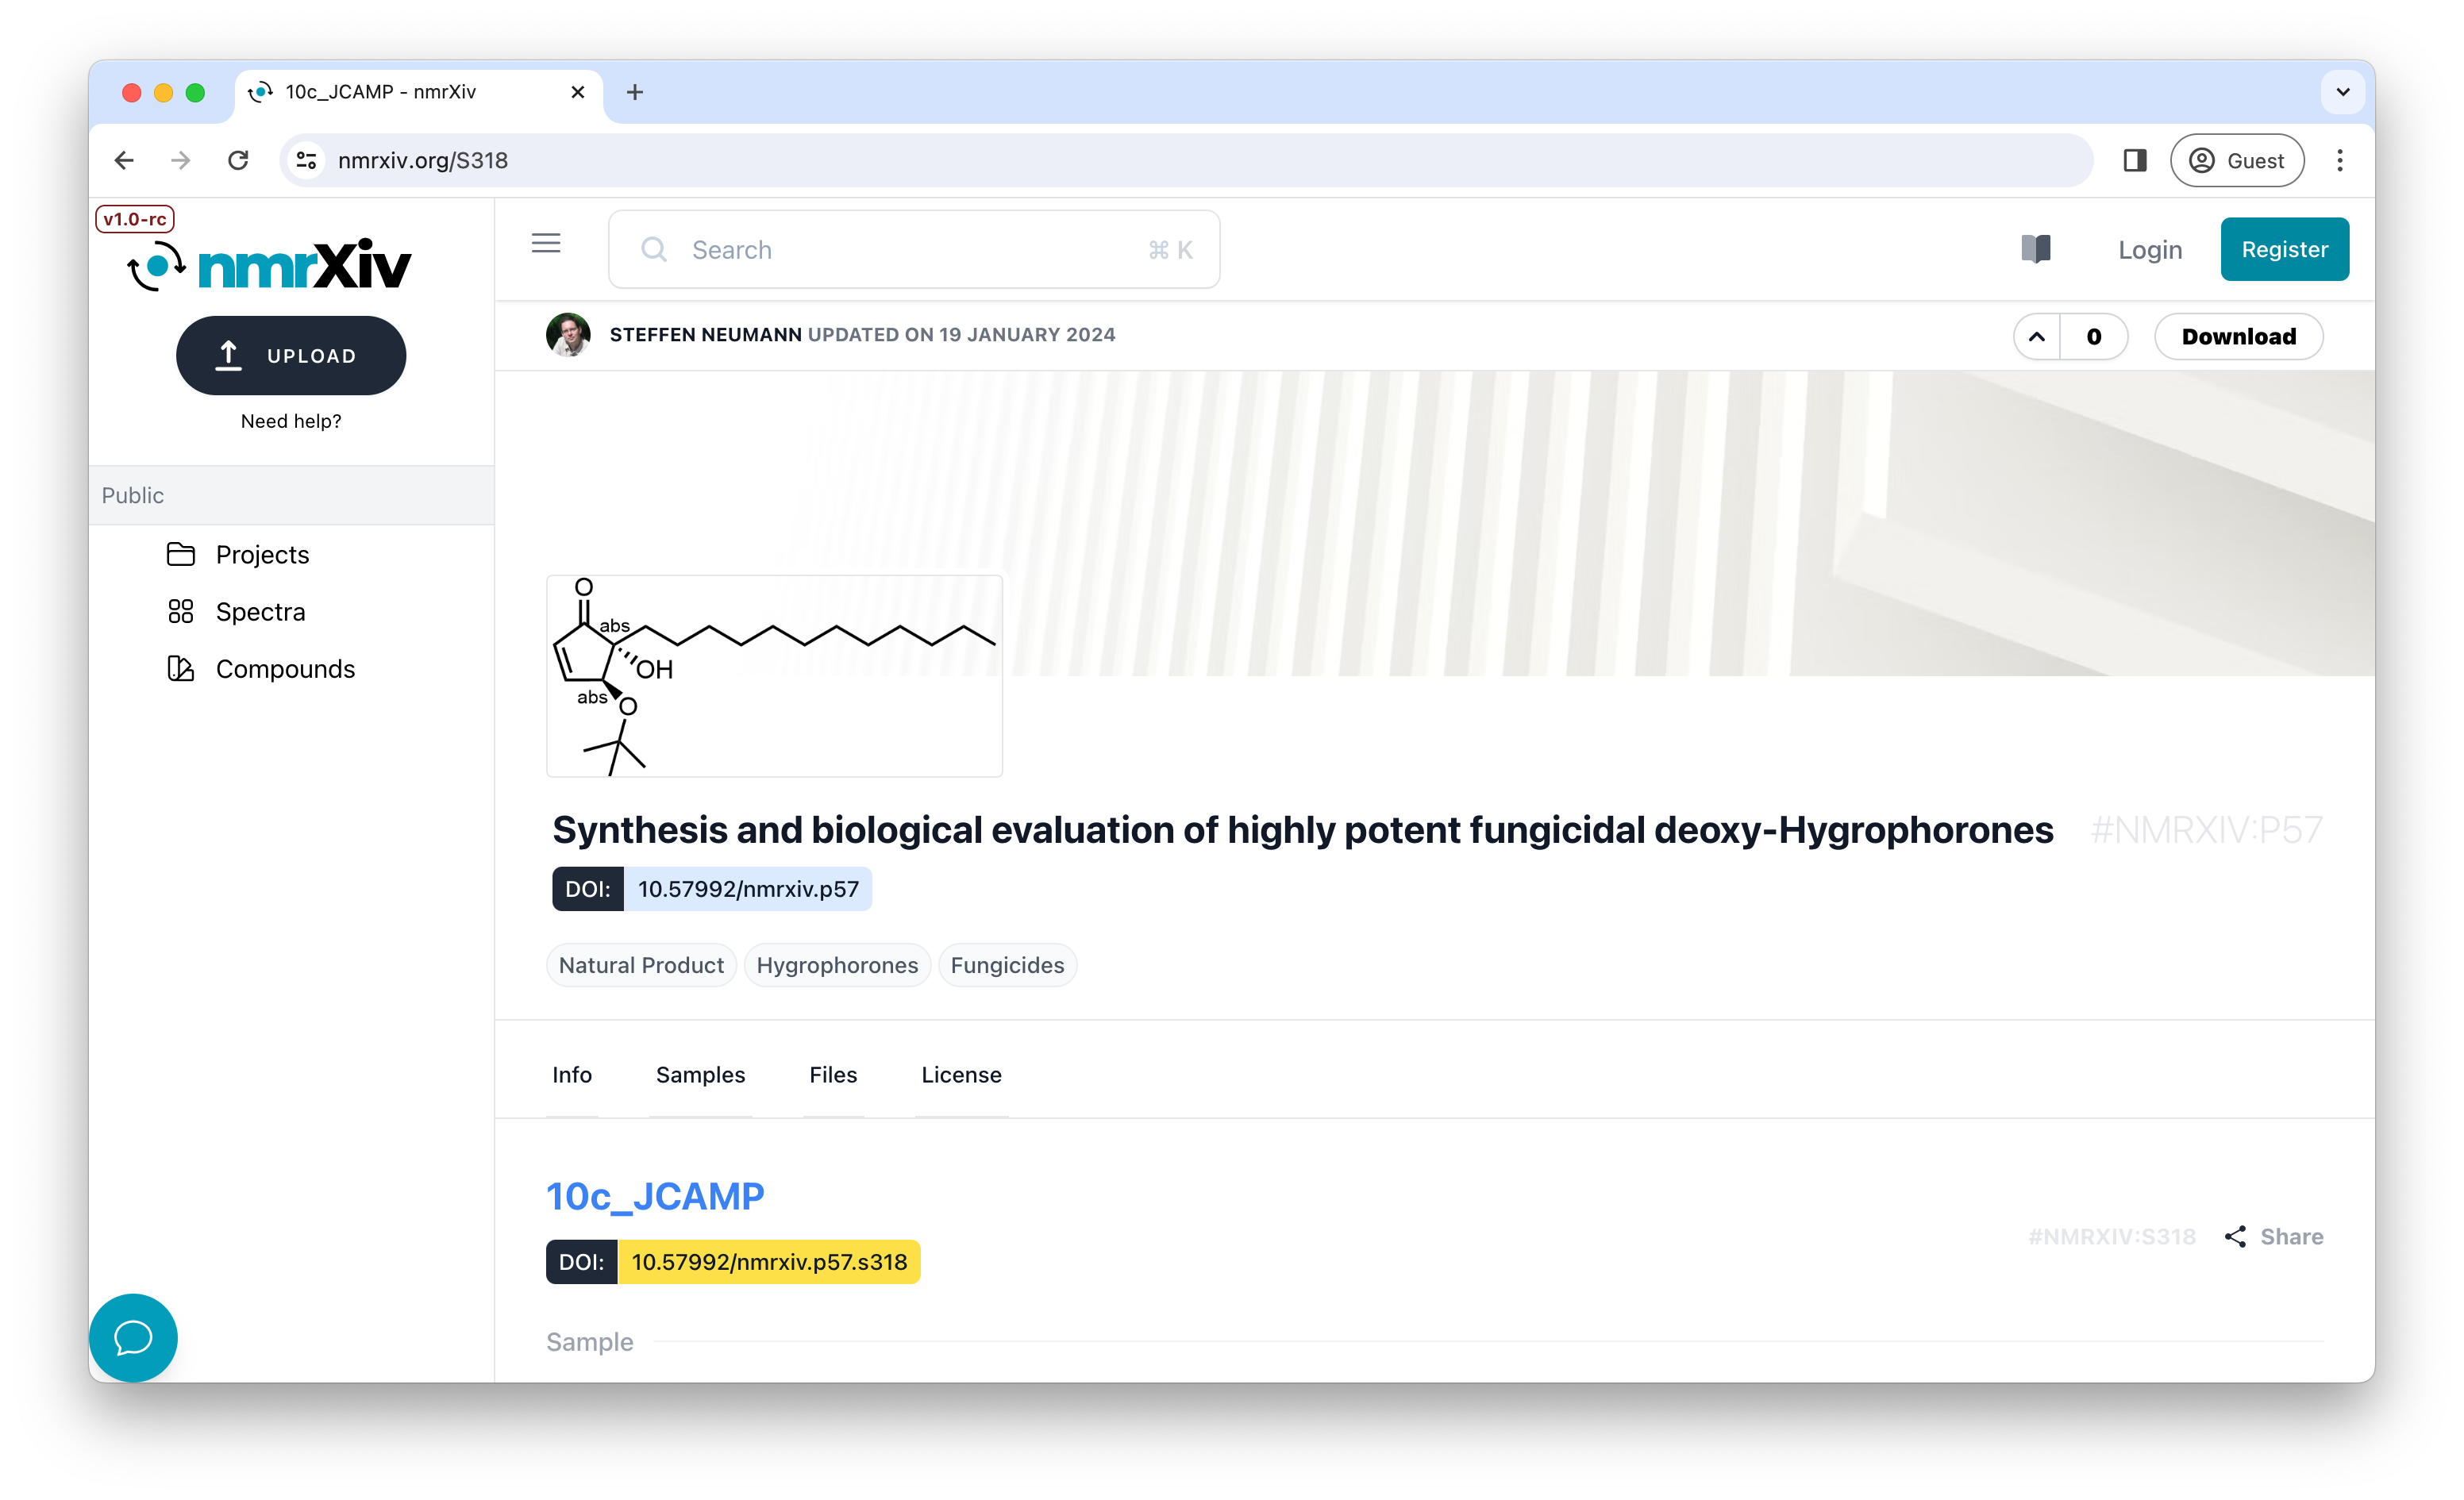 10c_JCAMP - nmrXiv
nmrxiv.org/S318
Guest
v1.0-rc
nmrXiv
UPLOAD
Need help?
Public
Projects
Spectra
Compounds
Search
⌘ K
Login
Register
STEFFEN NEUMANN UPDATED ON 19 JANUARY 2024
0
Download
O
abs
OH
abs
O
Synthesis and biological evaluation of highly potent fungicidal deoxy-Hygrophorones
#NMRXIV:P57
DOI: 10.57992/nmrxiv.p57
Natural Product
Hygrophorones
Fungicides
Info
Samples
Files
License
10c_JCAMP
#NMRXIV:S318
Share
DOI: 10.57992/nmrxiv.p57.s318
Sample